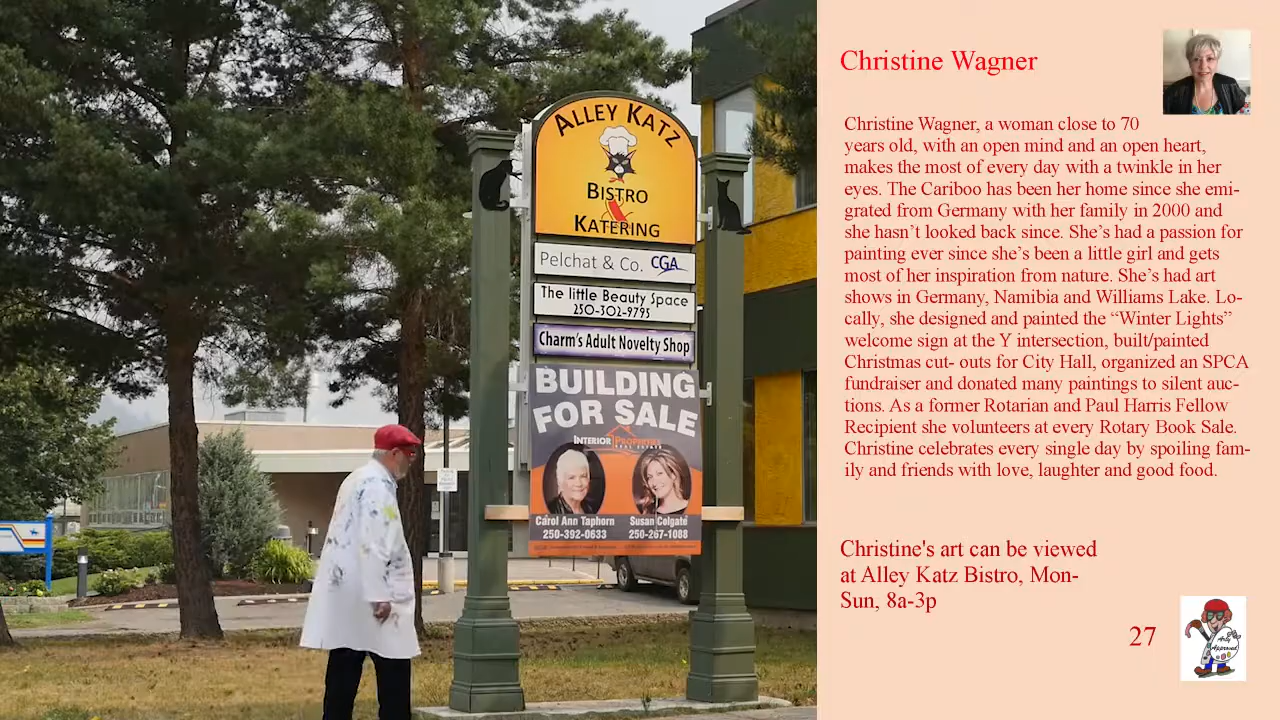 ALLEY KATZ
BISTRO
KATERING
Pelchat & Co. CGA
The little Beauty Space
250-302-9795
Charm's Adult Novelty Shop
BUILDING
FOR SALE
INTERIOR PROPERTIES
REAL ESTATE
Carol Ann Taphorn
250-392-0633
Susan Colgate
250-267-1088
Christine Wagner
Christine Wagner, a woman close to 70
years old, with an open mind and an open heart,
makes the most of every day with a twinkle in her
eyes. The Cariboo has been her home since she emi-
grated from Germany with her family in 2000 and
she hasn’t looked back since. She’s had a passion for
painting ever since she’s been a little girl and gets
most of her inspiration from nature. She’s had art
shows in Germany, Namibia and Williams Lake. Lo-
cally, she designed and painted the “Winter Lights”
welcome sign at the Y intersection, built/painted
Christmas cut- outs for City Hall, organized an SPCA
fundraiser and donated many paintings to silent auc-
tions. As a former Rotarian and Paul Harris Fellow
Recipient she volunteers at every Rotary Book Sale.
Christine celebrates every single day by spoiling fam-
ily and friends with love, laughter and good food.
Christine's art can be viewed
at Alley Katz Bistro, Mon-
Sun, 8a-3p
27
Arty
Approved